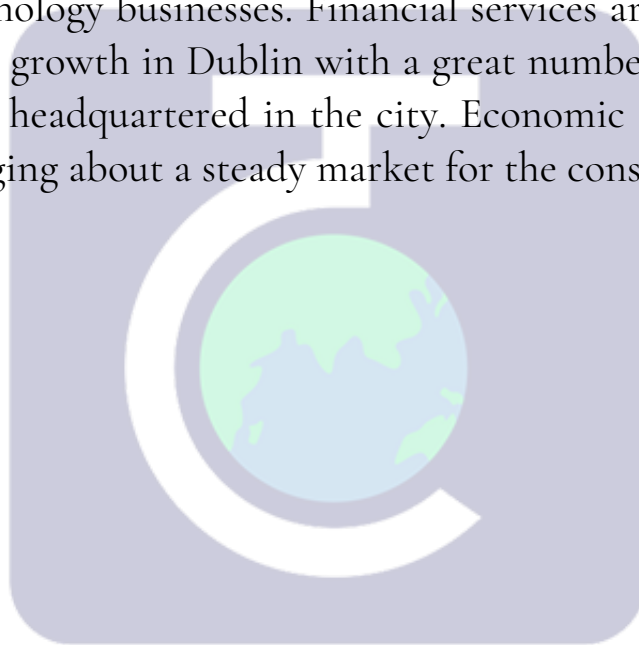 nology businesses. Financial services ar
growth in Dublin with a great numbe
headquartered in the city. Economic
ging about a steady market for the cons